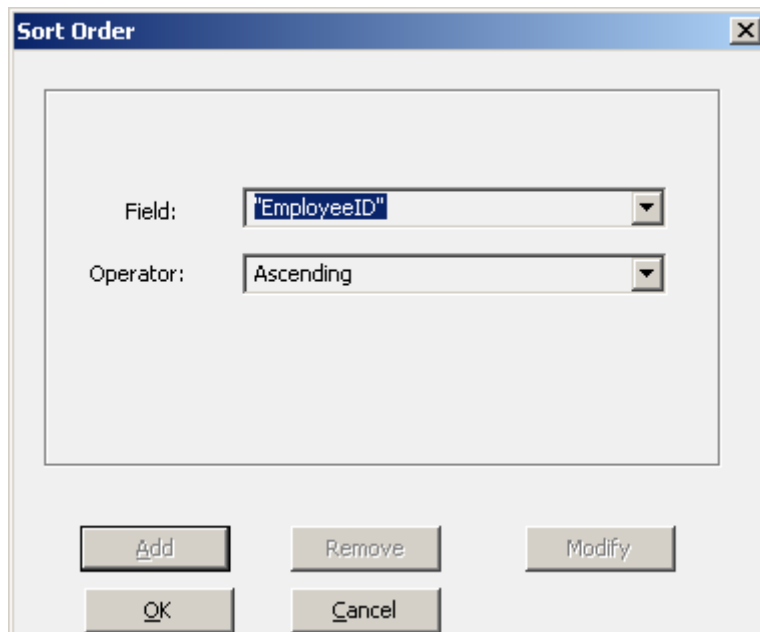 Sort Order
Field: "EmployeeID"
Operator: Ascending
Add Remove Modify
OK Cancel